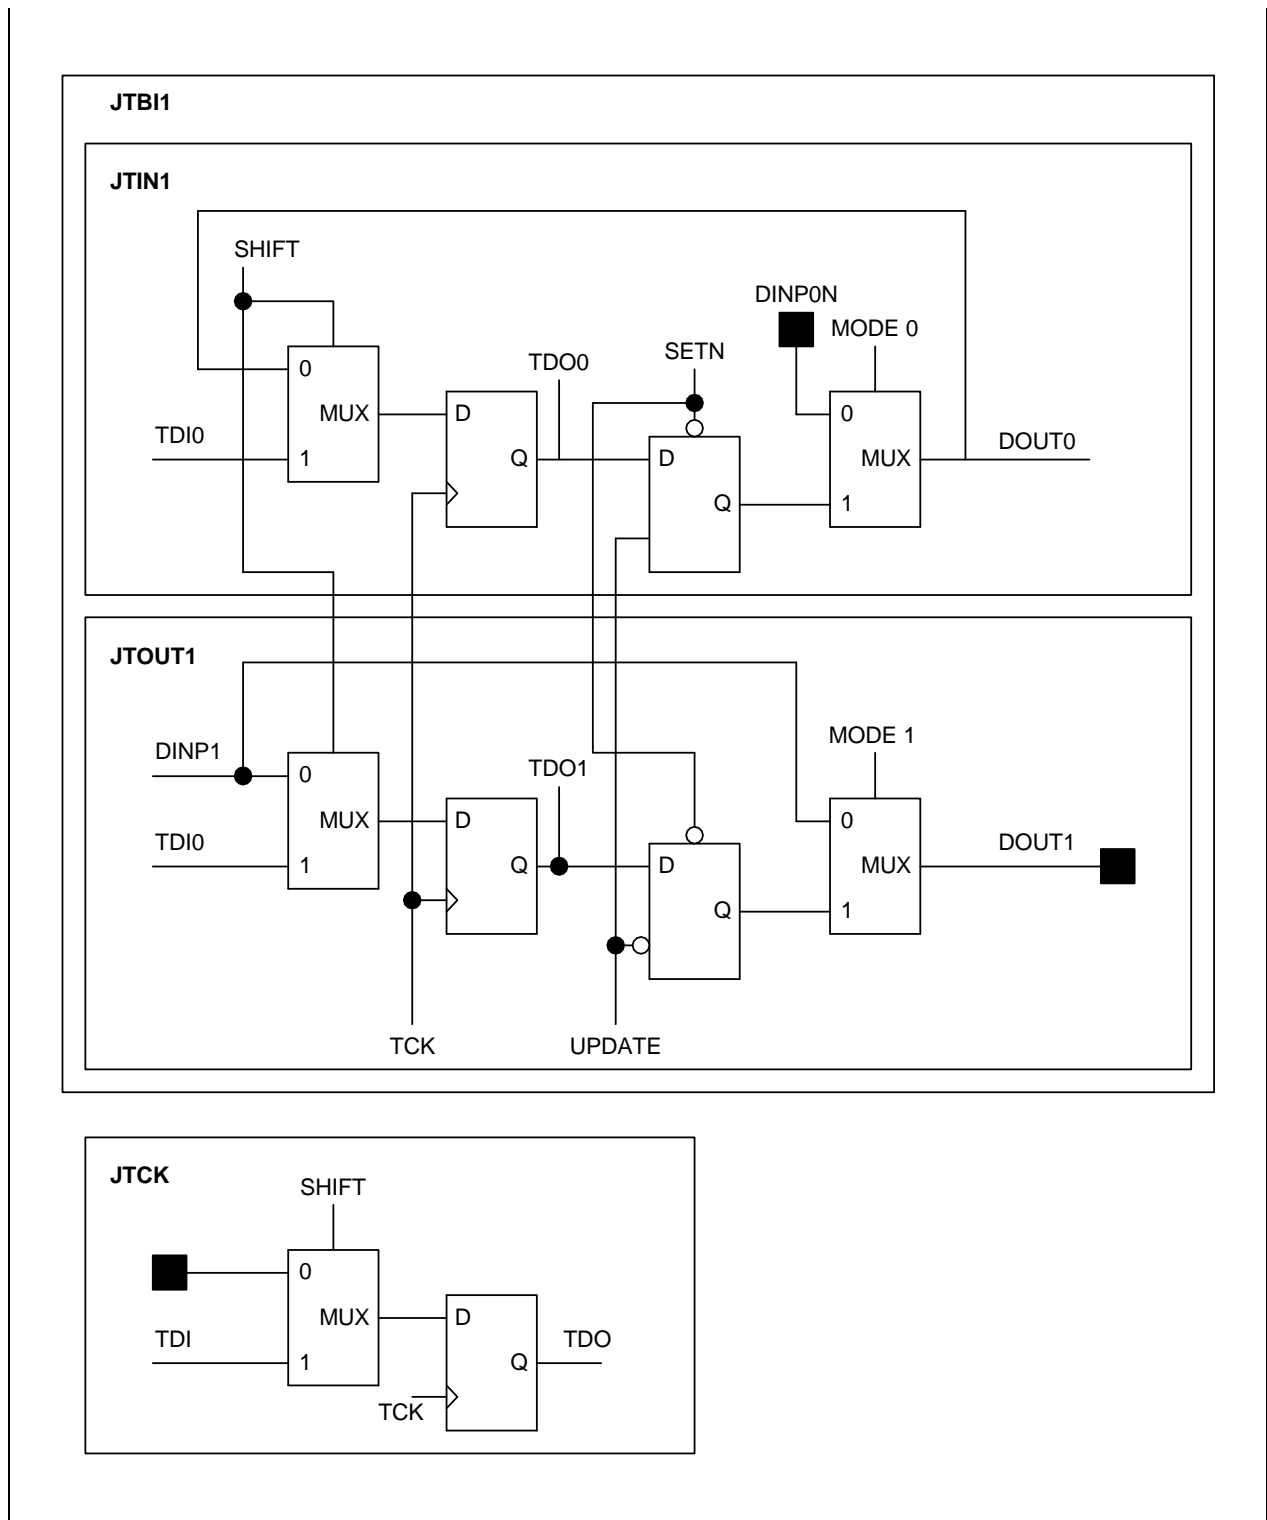 JTBI1
JTIN1
SHIFT
DINP0N
MODE 0
SETN
TDO0
0
MUX
D
0
TDI0
1
Q
D
MUX
DOUT0
Q
1
JTOUT1
DINP1
MODE 1
TDO1
0
MUX
D
0
TDI0
1
Q
D
MUX
DOUT1
Q
1
TCK
UPDATE
JTCK
SHIFT
0
MUX
D
TDI
1
Q
TDO
TCK